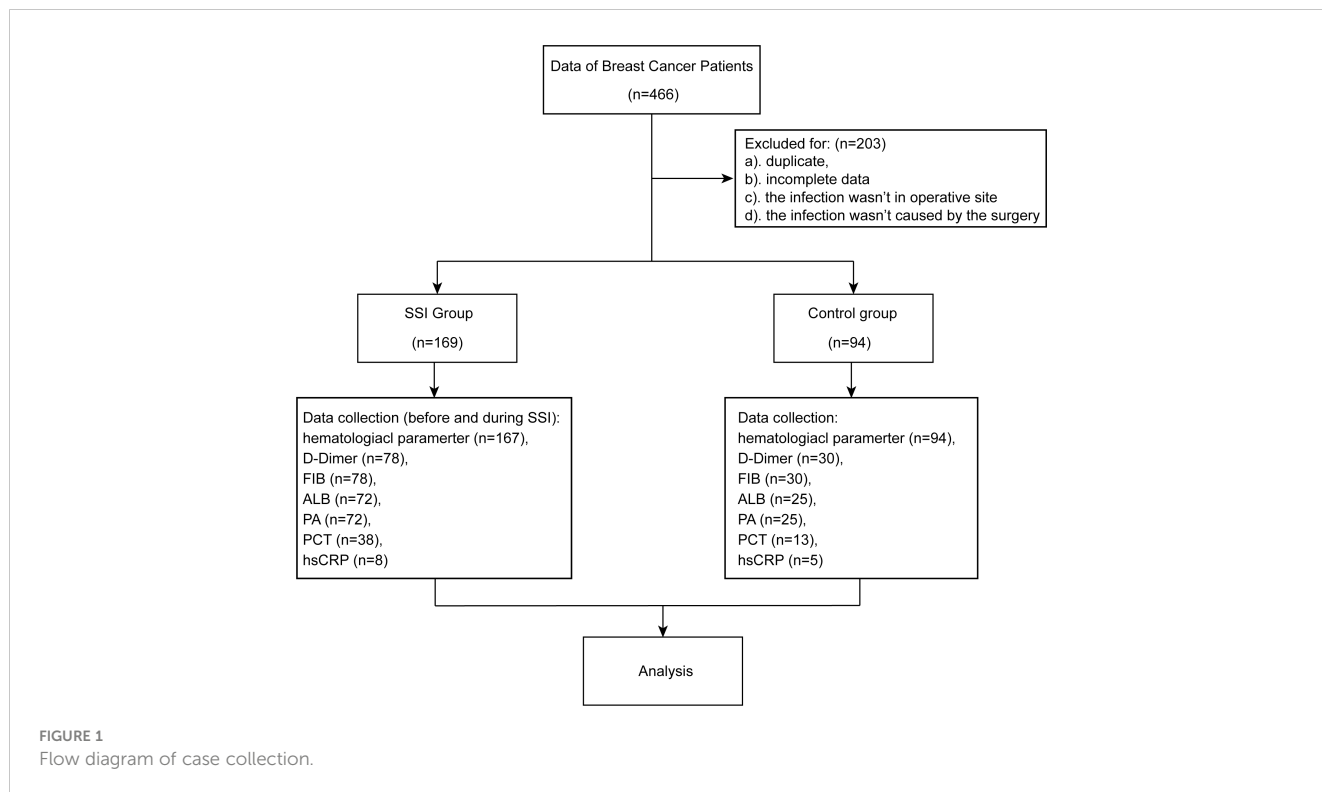 Data of Breast Cancer Patients
(n=466)
Excluded for: (n=203)
a). duplicate,
b). incomplete data
c). the infection wasn't in operative site
d). the infection wasn't caused by the surgery
SSI Group
(n=169)
Control group
(n=94)
Data collection (before and during SSI):
hematologiacl paramerter (n=167),
D-Dimer (n=78),
FIB (n=78),
ALB (n=72),
PA (n=72),
PCT (n=38),
hsCRP (n=8)
Data collection:
hematologiacl paramerter (n=94),
D-Dimer (n=30),
FIB (n=30),
ALB (n=25),
PA (n=25),
PCT (n=13),
hsCRP (n=5)
Analysis
FIGURE 1
Flow diagram of case collection.